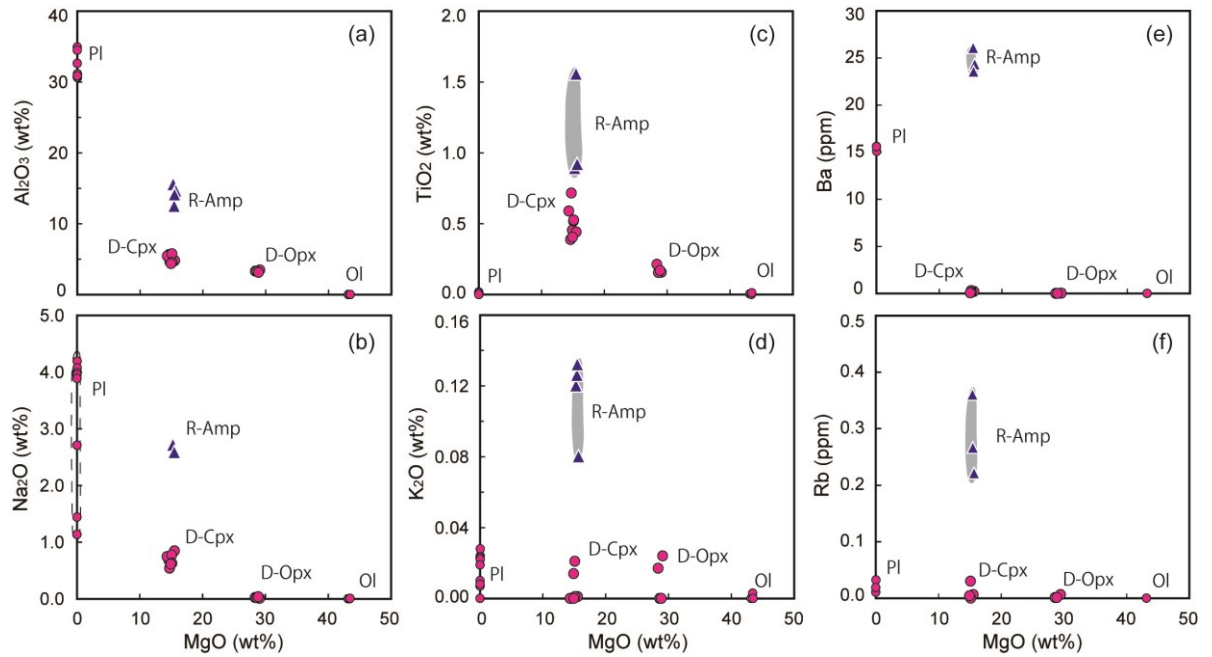 (a)
Al₂O₃ (wt%)
40
30
20
10
0
Pl
R-Amp
D-Cpx
D-Opx
Ol
(c)
TiO₂ (wt%)
2.0
1.5
1.0
0.5
0.0
R-Amp
D-Cpx
D-Opx
Pl
Ol
(e)
Ba (ppm)
30
25
20
15
10
5
0
R-Amp
Pl
D-Cpx
D-Opx
Ol
(b)
Na₂O (wt%)
5.0
4.0
3.0
2.0
1.0
0.0
Pl
R-Amp
D-Cpx
D-Opx
Ol
0 10 20 30 40 50
MgO (wt%)
(d)
K₂O (wt%)
0.16
0.12
0.08
0.04
0.00
R-Amp
D-Cpx
D-Opx
Pl
Ol
0 10 20 30 40 50
MgO (wt%)
(f)
Rb (ppm)
0.5
0.4
0.3
0.2
0.1
0.0
R-Amp
Pl
D-Cpx
D-Opx
Ol
0 10 20 30 40 50
MgO (wt%)